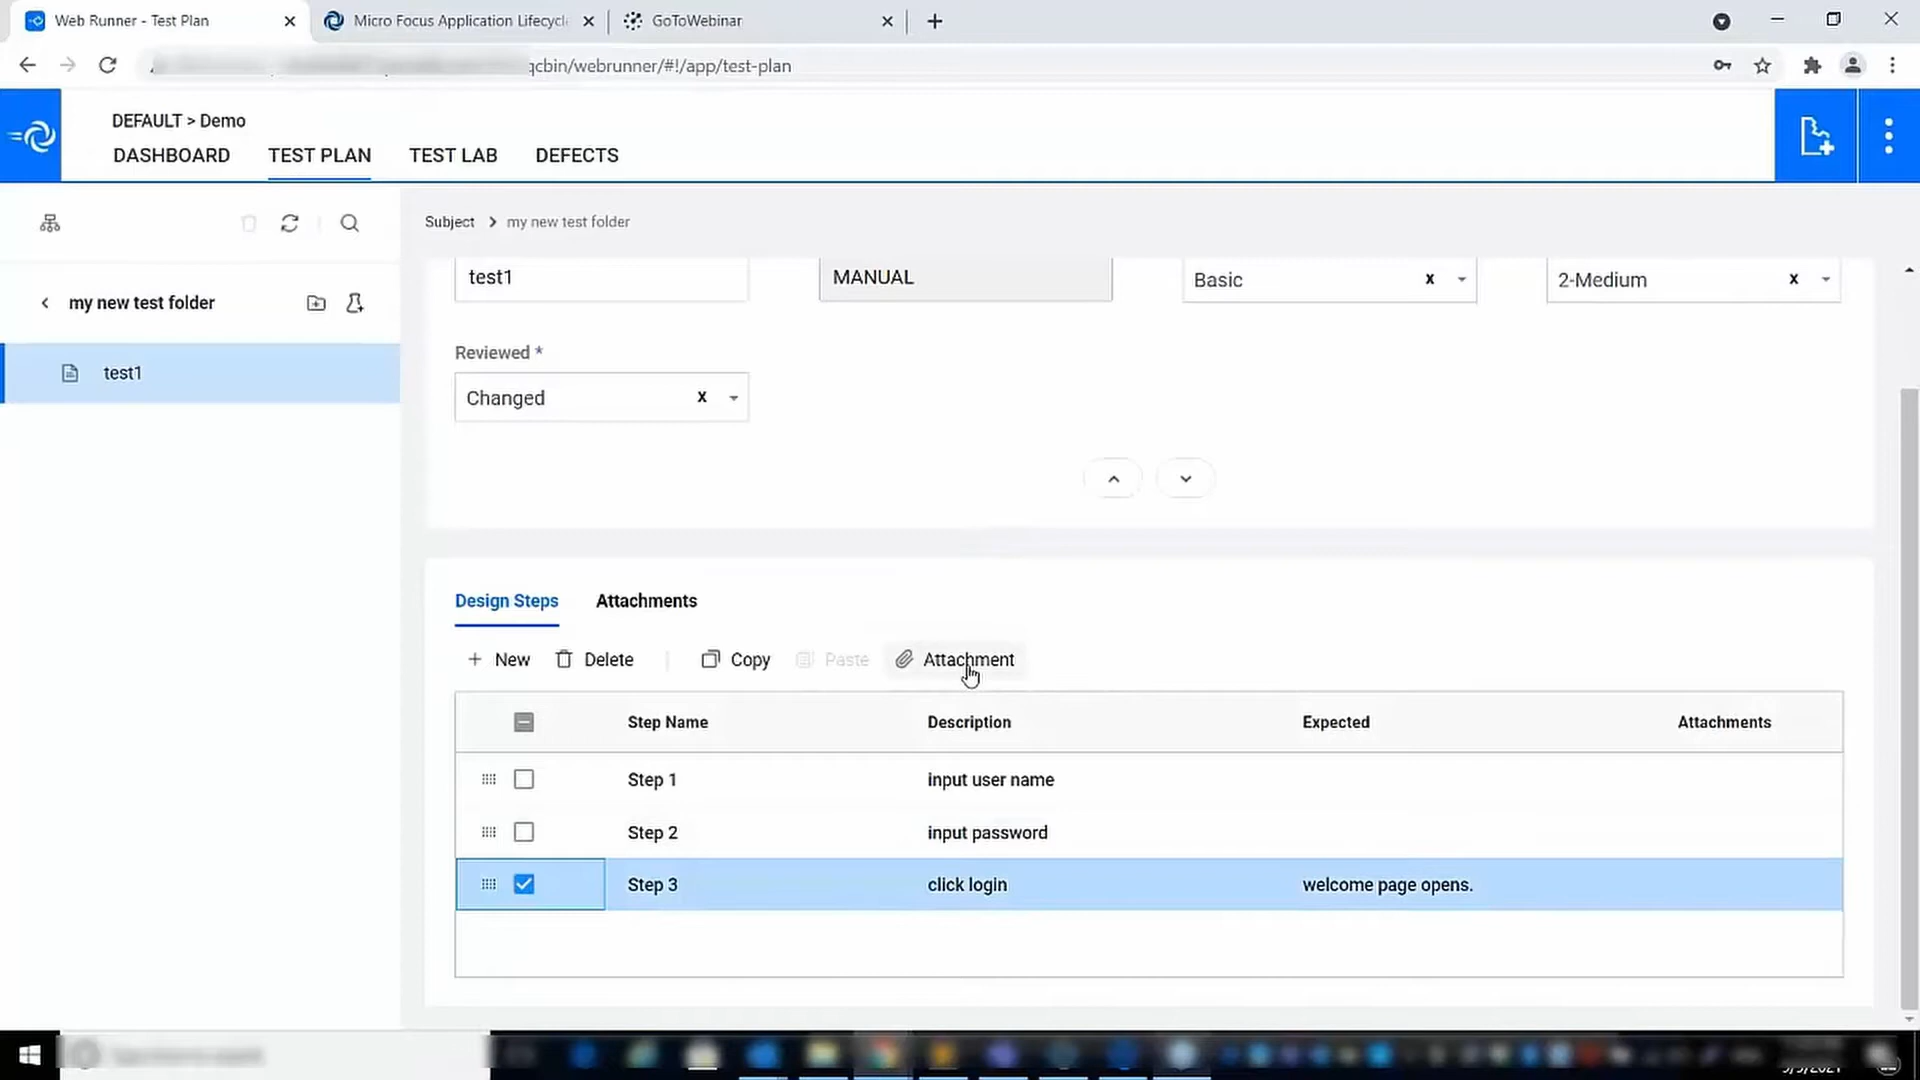 Web Runner - Test Plan
Micro Focus Application Lifecycl
GoToWebinar
qcbin/webrunner/#!/app/test-plan
DEFAULT > Demo
DASHBOARD TEST PLAN TEST LAB DEFECTS
Subject > my new test folder
my new test folder
test1
test1 MANUAL Basic x 2-Medium x
Reviewed *
Changed x
Design Steps Attachments
+ New Delete | Copy Paste Attachment
Step Name Description Expected Attachments
Step 1 input user name
Step 2 input password
Step 3 click login welcome page opens.